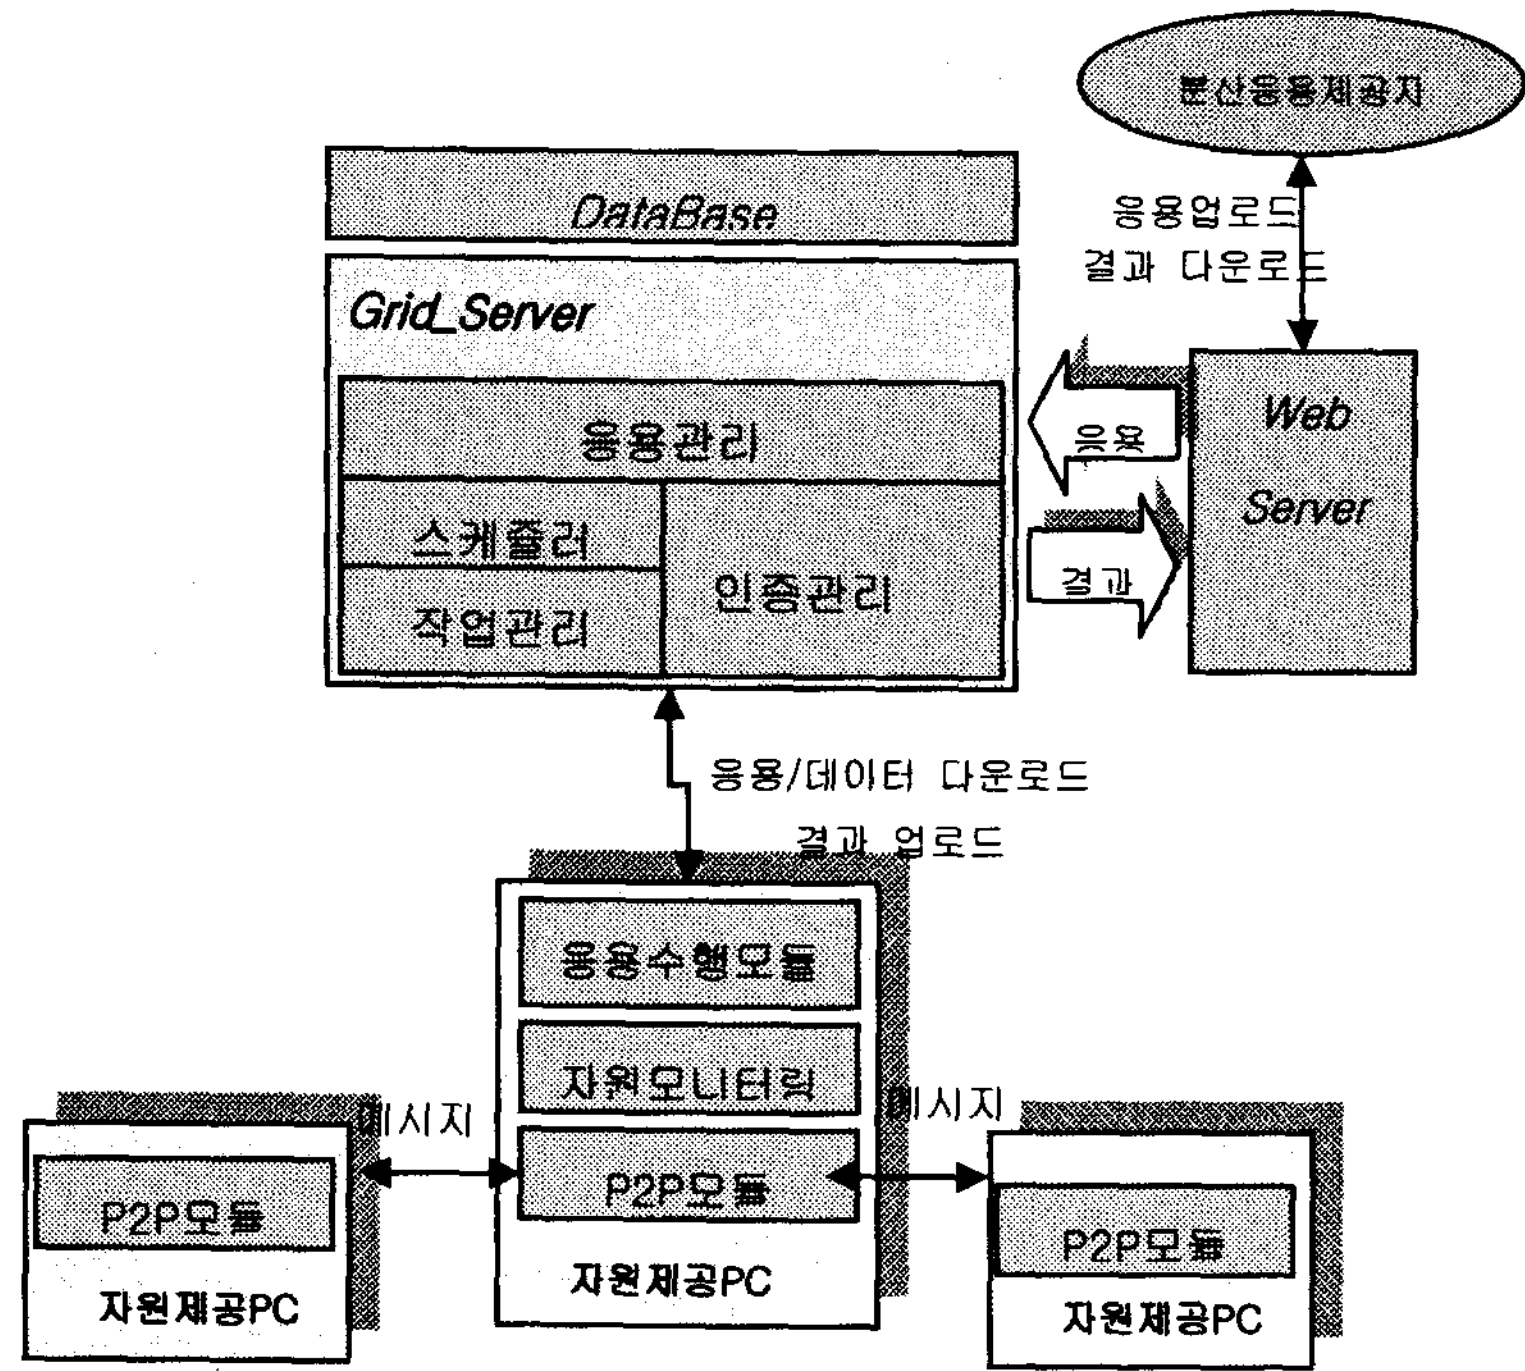 분산응용제공자
DataBase
응용업로드
결과 다운로드
Grid_Server
응용관리
스케쥴러
작업관리
인증관리
응용
결과
Web
Server
응용/데이터 다운로드
결과 업로드
응용수행모듈
자원모니터링
P2P모듈
자원제공PC
메시지
메시지
P2P모듈
자원제공PC
P2P모듈
자원제공PC